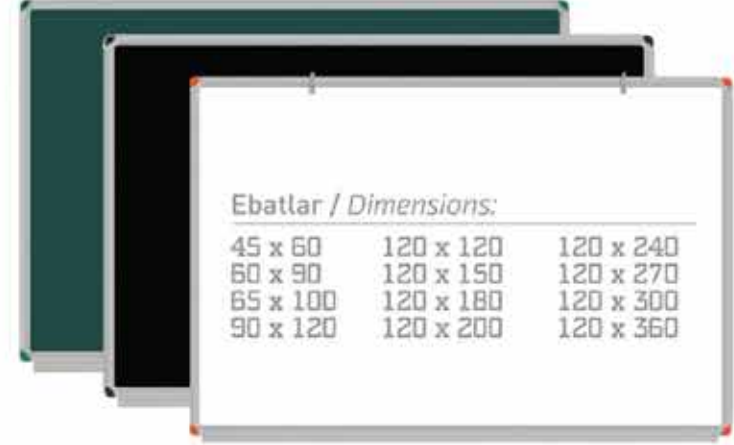 Ebatlar / Dimensions:
45 x 60 120 x 120 120 x 240
60 x 90 120 x 150 120 x 270
65 x 100 120 x 180 120 x 300
90 x 120 120 x 200 120 x 360